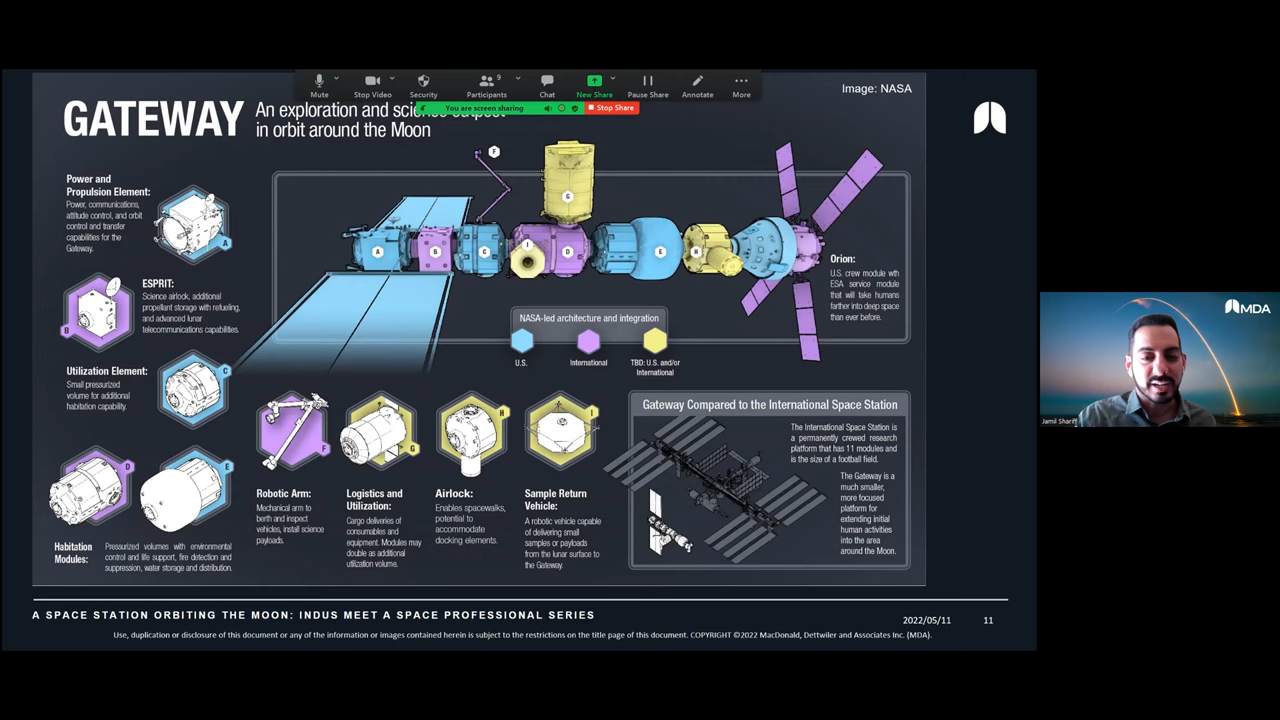 Mute
Stop Video
Security
9
Participants
Chat
New Share
Pause Share
Annotate
More
You are screen sharing
Stop Share
Image: NASA
GATEWAY
An exploration and science outpost
in orbit around the Moon
Power and
Propulsion Element:
Power, communications,
attitude control, and orbit
control and transfer
capabilities for the
Gateway.
A
ESPRIT:
Science airlock, additional
propellant storage with refueling,
and advanced lunar
telecommunications capabilities.
B
Utilization Element:
Small pressurized
volume for additional
habitation capability.
C
D
E
Habitation
Modules:
Pressurized volumes with environmental
control and life support, fire detection and
suppression, water storage and distribution.
F
G
A
B
C
I
D
E
H
Orion:
U.S. crew module with
ESA service module
that will take humans
farther into deep space
than ever before.
NASA-led architecture and integration
U.S.
International
TBD: U.S. and/or
International
F
Robotic Arm:
Mechanical arm to
berth and inspect
vehicles, install science
payloads.
G
Logistics and
Utilization:
Cargo deliveries of
consumables and
equipment. Modules may
double as additional
utilization volume.
H
Airlock:
Enables spacewalks,
potential to
accommodate
docking elements.
I
Sample Return
Vehicle:
A robotic vehicle capable
of delivering small
samples or payloads
from the lunar surface to
the Gateway.
Gateway Compared to the International Space Station
The International Space Station is
a permanently crewed research
platform that has 11 modules and
is the size of a football field.
The Gateway is a
much smaller,
more focused
platform for
extending initial
human activities
into the area
around the Moon.
MDA
Jamil Shariff
A SPACE STATION ORBITING THE MOON: INDUS MEET A SPACE PROFESSIONAL SERIES
2022/05/11
11
Use, duplication or disclosure of this document or any of the information or images contained herein is subject to the restrictions on the title page of this document. COPYRIGHT ©2022 MacDonald, Dettwiler and Associates Inc. (MDA).